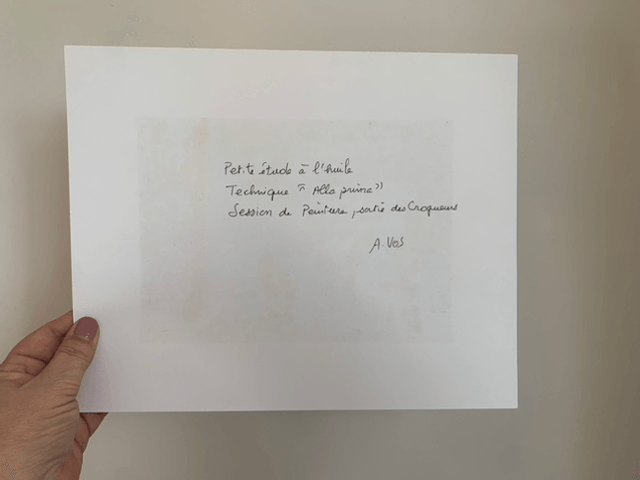 Petite étude à l'huile
Technique "Alla prima"
Session de Peinture, sortie des Croqueurs
A. Vos